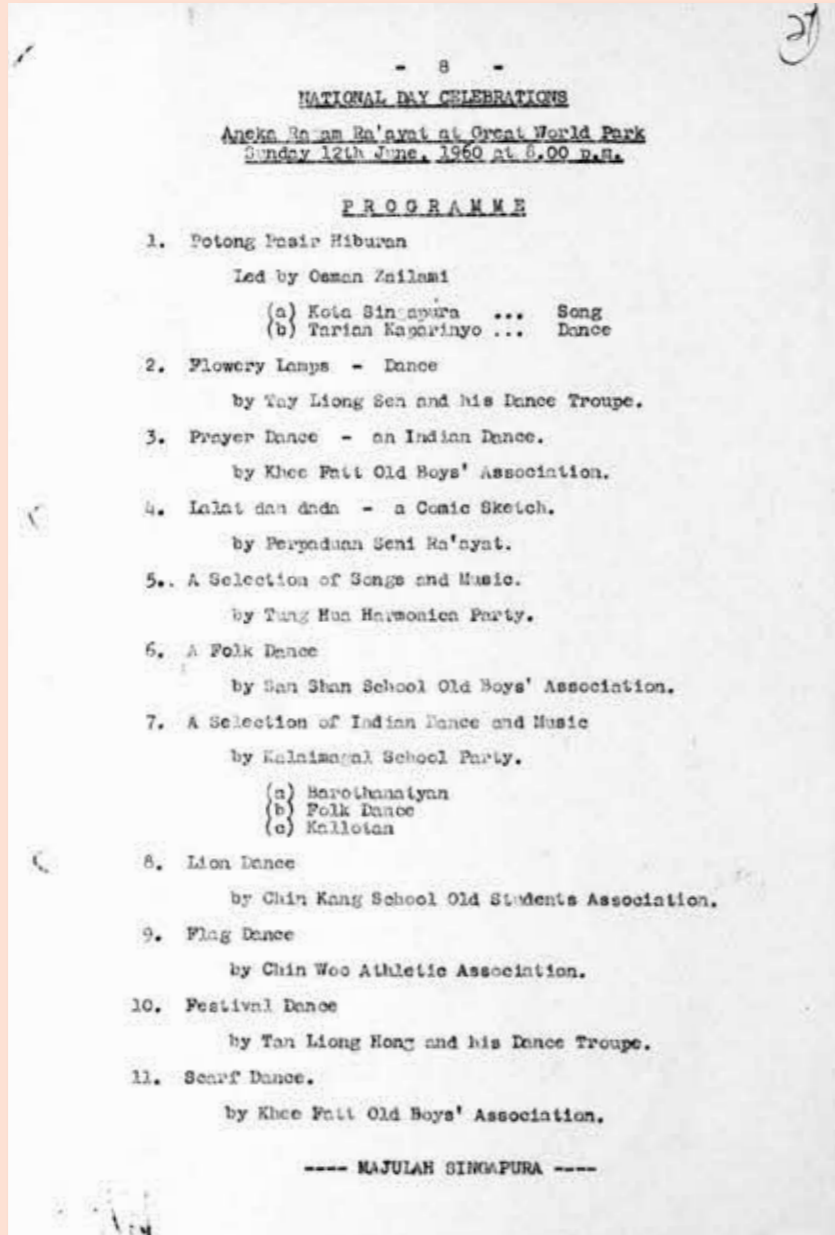 27
- 8 -
NATIONAL DAY CELEBRATIONS
Aneka Ragam Ra'ayat at Great World Park
Sunday 12th June, 1960 at 8.00 p.m.
PROGRAMME
1. Potong Pasir Hiburan
Led by Osman Zailami
(a) Kota Singapura ... Song
(b) Tarian Kaparinyo ... Dance
2. Flowery Lamps - Dance
by Tay Liong Sen and his Dance Troupe.
3. Prayer Dance - an Indian Dance.
by Khee Fatt Old Boys' Association.
4. Lalat dan dada - a Comic Sketch.
by Perpaduan Seni Ra'ayat.
5.. A Selection of Songs and Music.
by Tung Hua Harmonica Party.
6. A Folk Dance
by San Shan School Old Boys' Association.
7. A Selection of Indian Dance and Music
by Kalaimagal School Party.
(a) Barothanatyan
(b) Folk Dance
(c) Kallotan
8. Lion Dance
by Chin Kang School Old Students Association.
9. Flag Dance
by Chin Woo Athletic Association.
10. Festival Dance
by Tan Liong Hong and his Dance Troupe.
11. Scarf Dance.
by Khee Fatt Old Boys' Association.
---- MAJULAH SINGAPURA ----